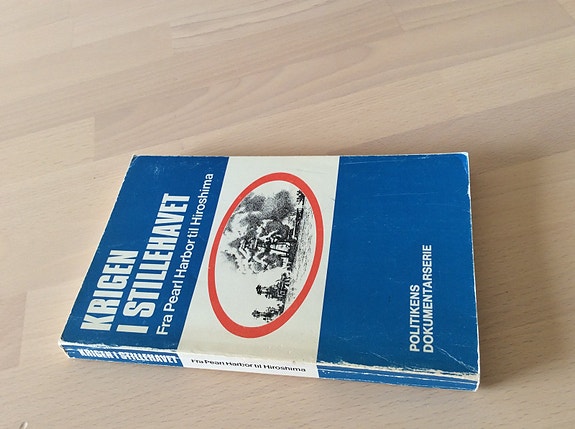 KRIGEN
I STILLEHAVET
Fra Pearl Harbor til Hiroshima
POLITIKENS
DOKUMENTARSERIE
KRIGEN I STILLEHAVET
Fra Pearl Harbor til Hiroshima